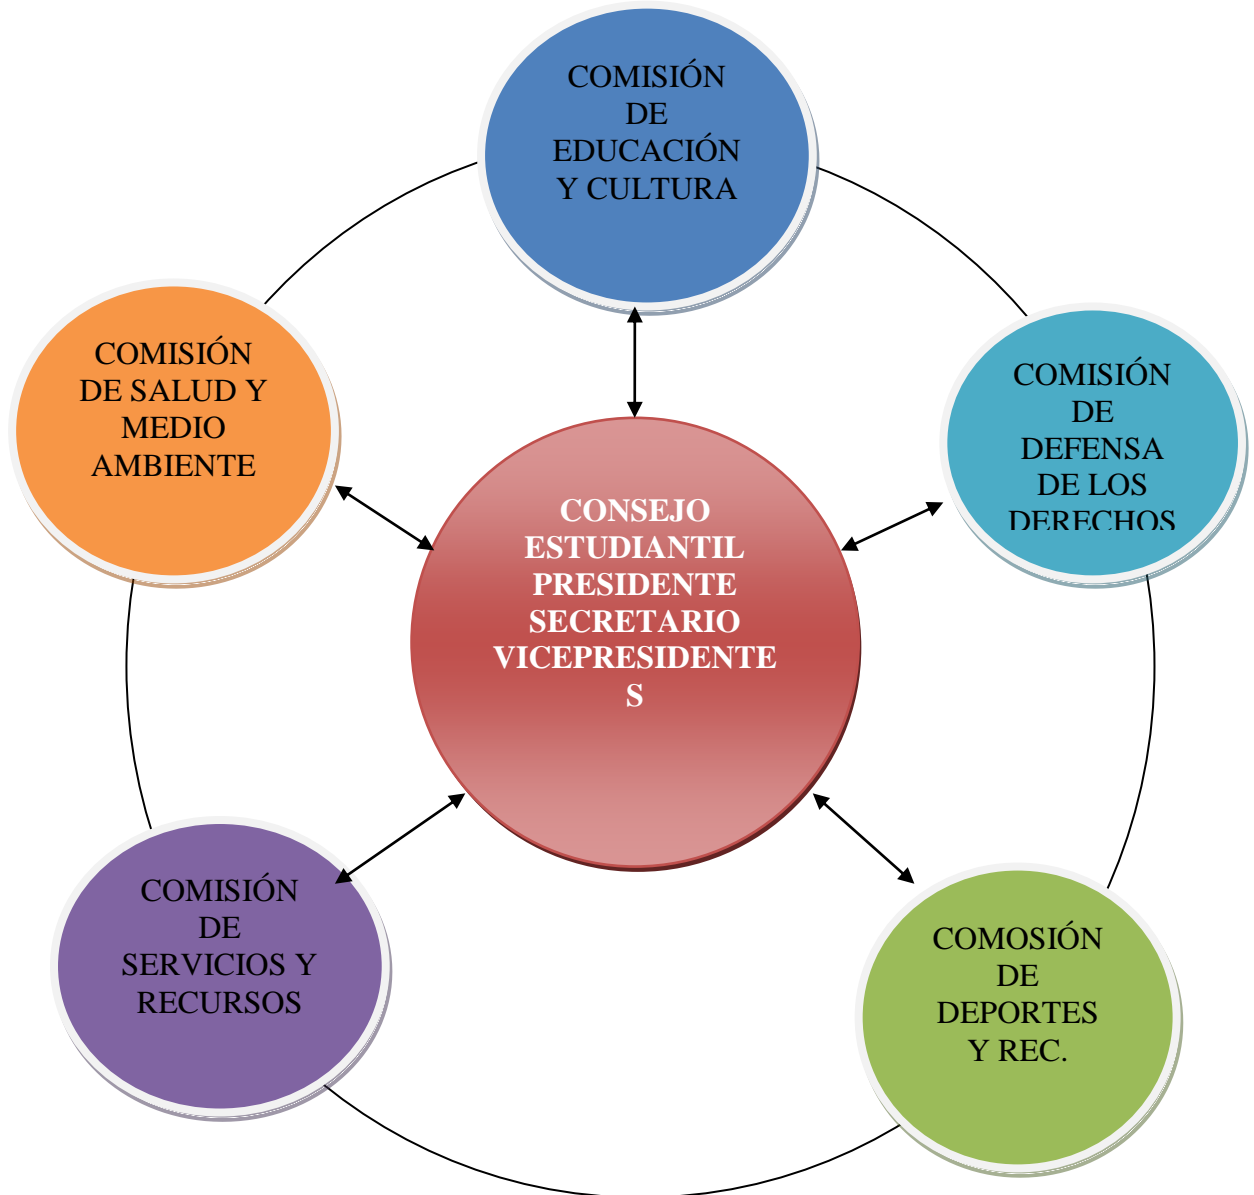 COMISIÓN
DE
EDUCACIÓN
Y CULTURA
COMISIÓN
DE SALUD Y
MEDIO
AMBIENTE
COMISIÓN
DE
DEFENSA
DE LOS
DERECHOS
CONSEJO
ESTUDIANTIL
PRESIDENTE
SECRETARIO
VICEPRESIDENTE
S
COMISIÓN
DE
SERVICIOS Y
RECURSOS
COMOSIÓN
DE
DEPORTES
Y REC.